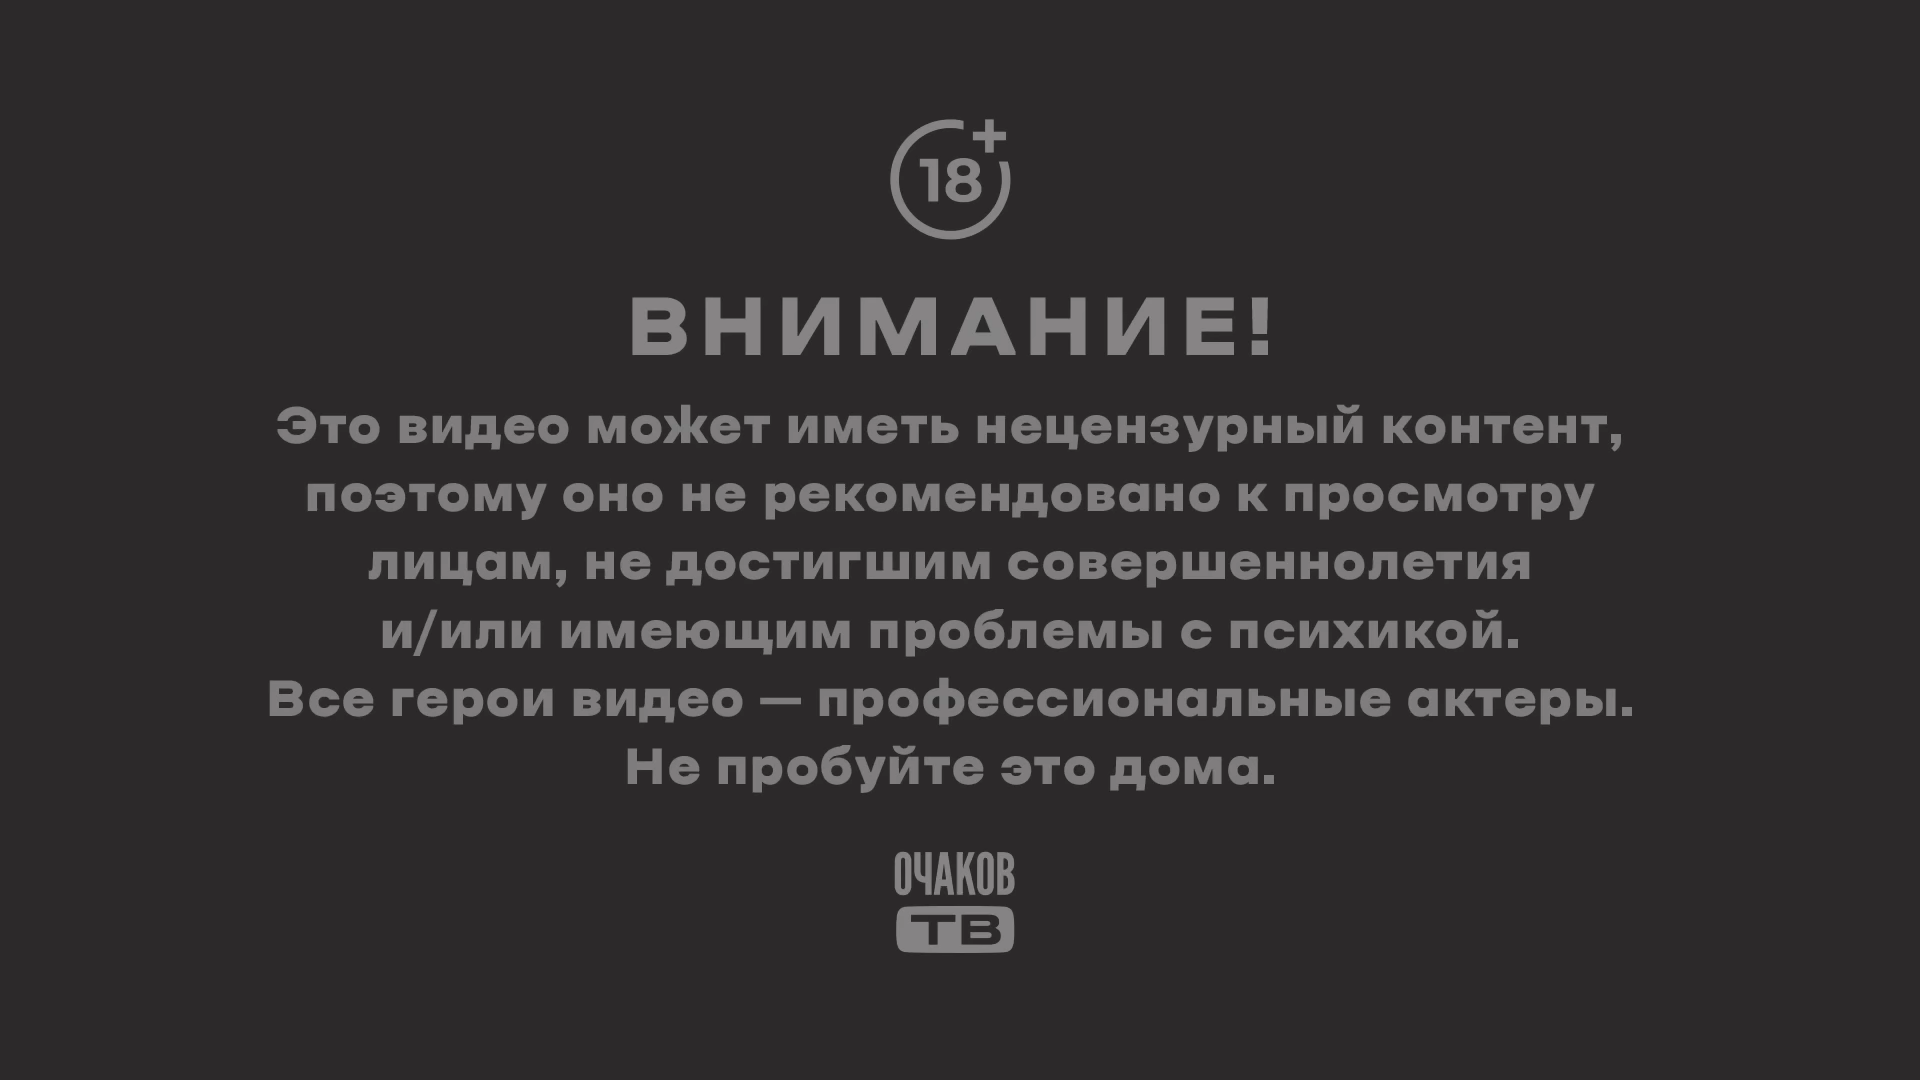 18+
ВНИМАНИЕ!
Это видео может иметь нецензурный контент,
поэтому оно не рекомендовано к просмотру
лицам, не достигшим совершеннолетия
и/или имеющим проблемы с психикой.
Все герои видео — профессиональные актеры.
Не пробуйте это дома.
ОЧАКОВ
ТВ